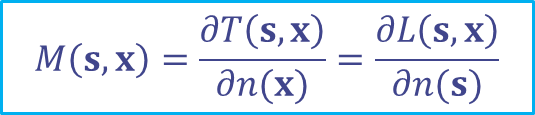 M(s, x) = ∂T(s, x)/∂n(x) = ∂L(s, x)/∂n(s)